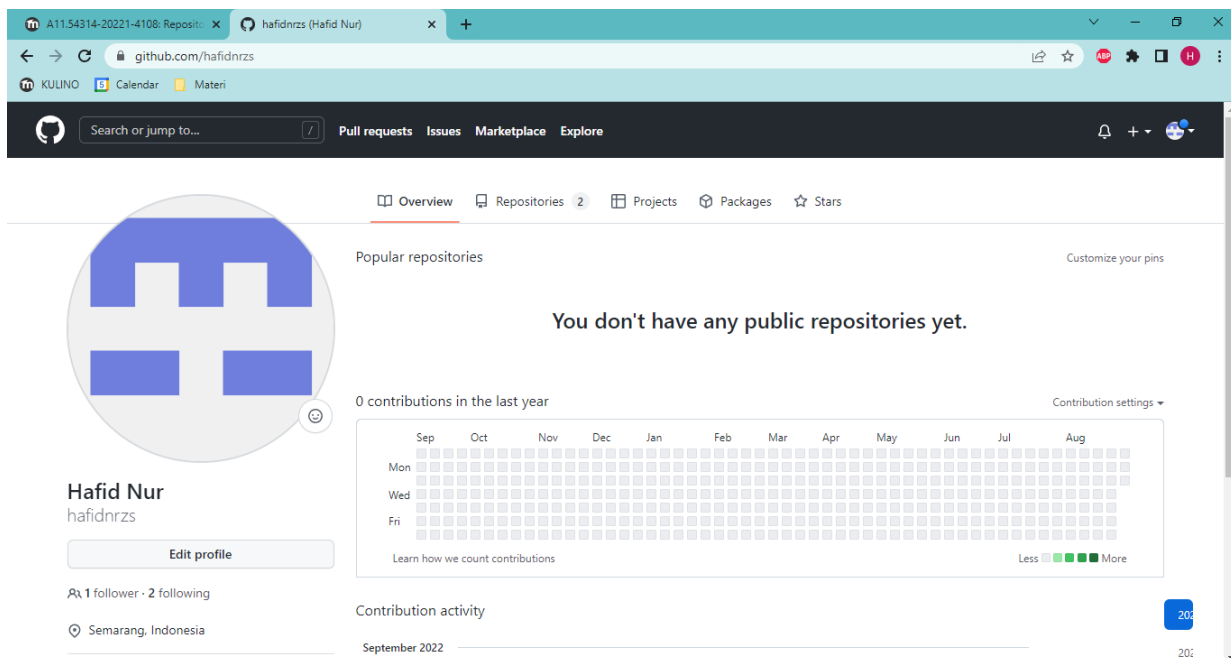 A11.54314-20221-4108: Reposito
hafidnrzs (Hafid Nur)
github.com/hafidnrzs
ABP
H
KULINO
5
Calendar
Materi
Search or jump to...
/
Pull requests Issues Marketplace Explore
Overview Repositories 2 Projects Packages Stars
Popular repositories
Customize your pins
You don't have any public repositories yet.
0 contributions in the last year
Contribution settings
Sep Oct Nov Dec Jan Feb Mar Apr May Jun Jul Aug
Mon
Wed
Fri
Learn how we count contributions
Less More
Hafid Nur
hafidnrzs
Edit profile
1 follower · 2 following
Semarang, Indonesia
Contribution activity
202
September 2022
202